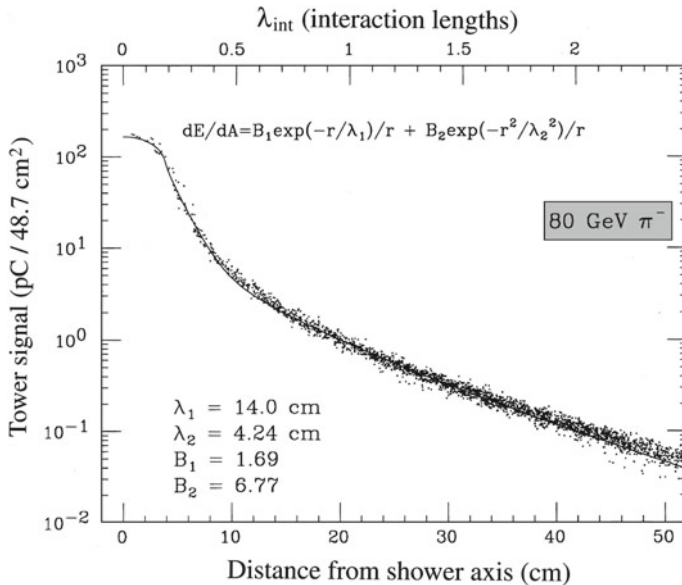 λint (interaction lengths)
0 0.5 1 1.5 2
10³
10²
10¹
10⁰
10⁻¹
10⁻²
Tower signal (pC / 48.7 cm²)
dE/dA=B₁exp(-r/λ₁)/r + B₂exp(-r²/λ₂²)/r
80 GeV π⁻
λ₁ = 14.0 cm
λ₂ = 4.24 cm
B₁ = 1.69
B₂ = 6.77
0 10 20 30 40 50
Distance from shower axis (cm)